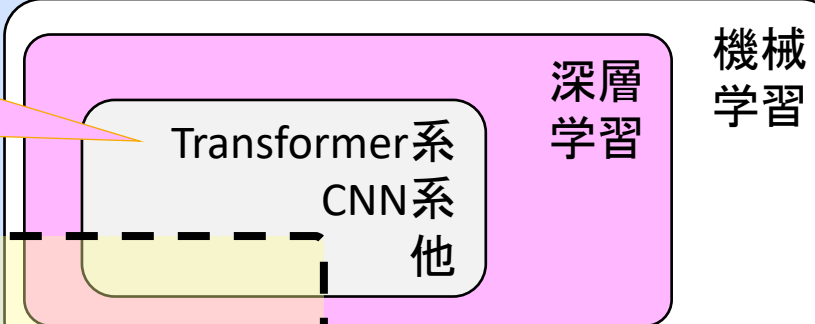 機械
学習
深層
学習
Transformer系
CNN系
他